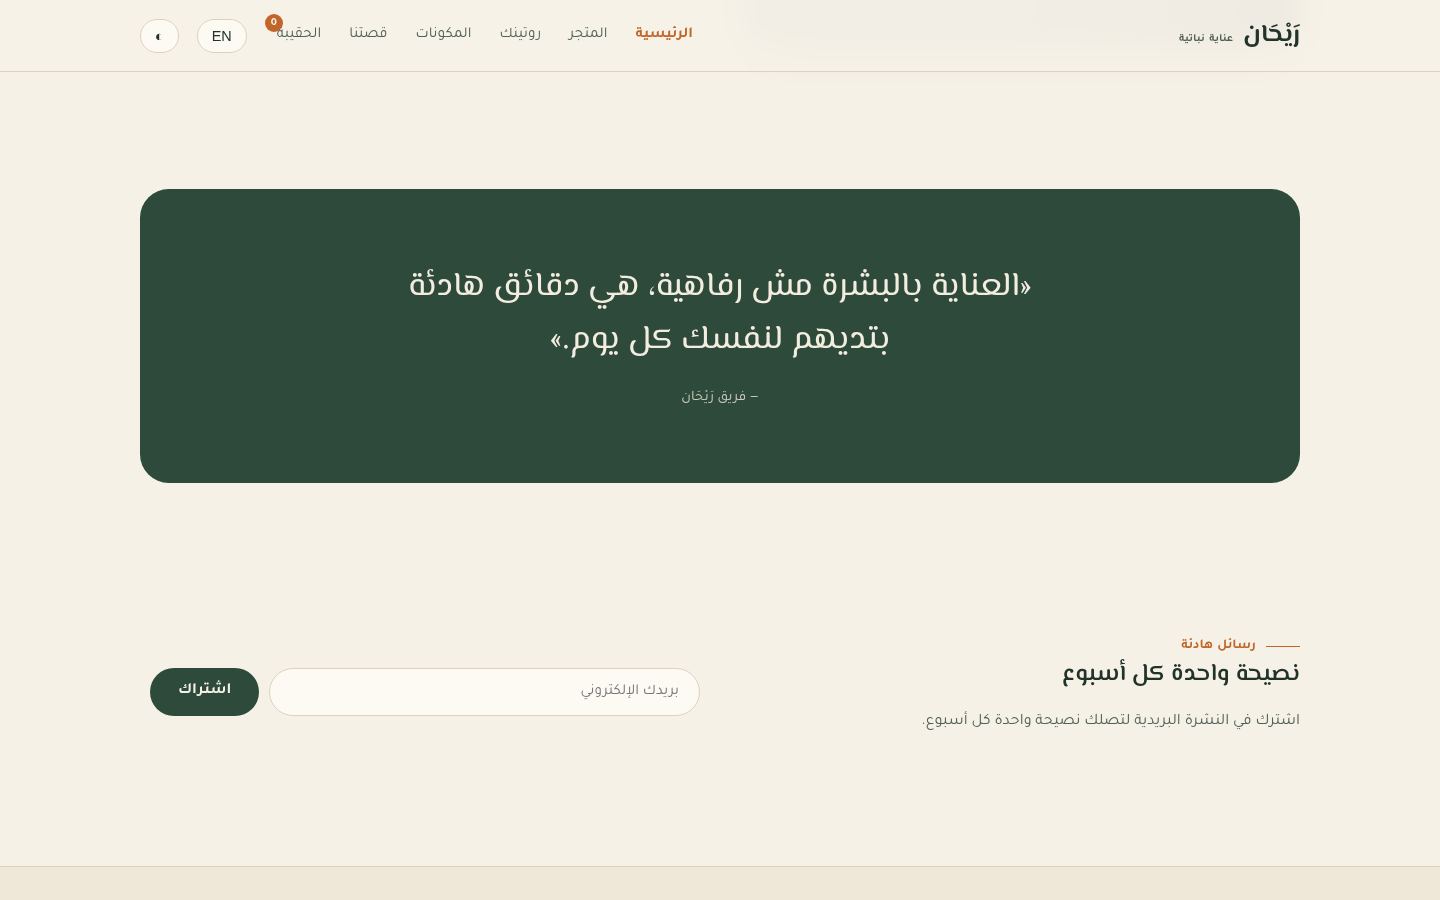 رَيْحَان
عناية نباتية
الرئيسية
المتجر
روتينك
المكونات
قصتنا
الحقيبة
0
EN
«العناية بالبشرة مش رفاهية، هي دقائق هادئة
بتديهم لنفسك كل يوم.»
– فريق رَيْحَان
رسائل هادئة
نصيحة واحدة كل أسبوع
اشترك في النشرة البريدية لتصلك نصيحة واحدة كل أسبوع.
بريدك الإلكتروني
اشتراك